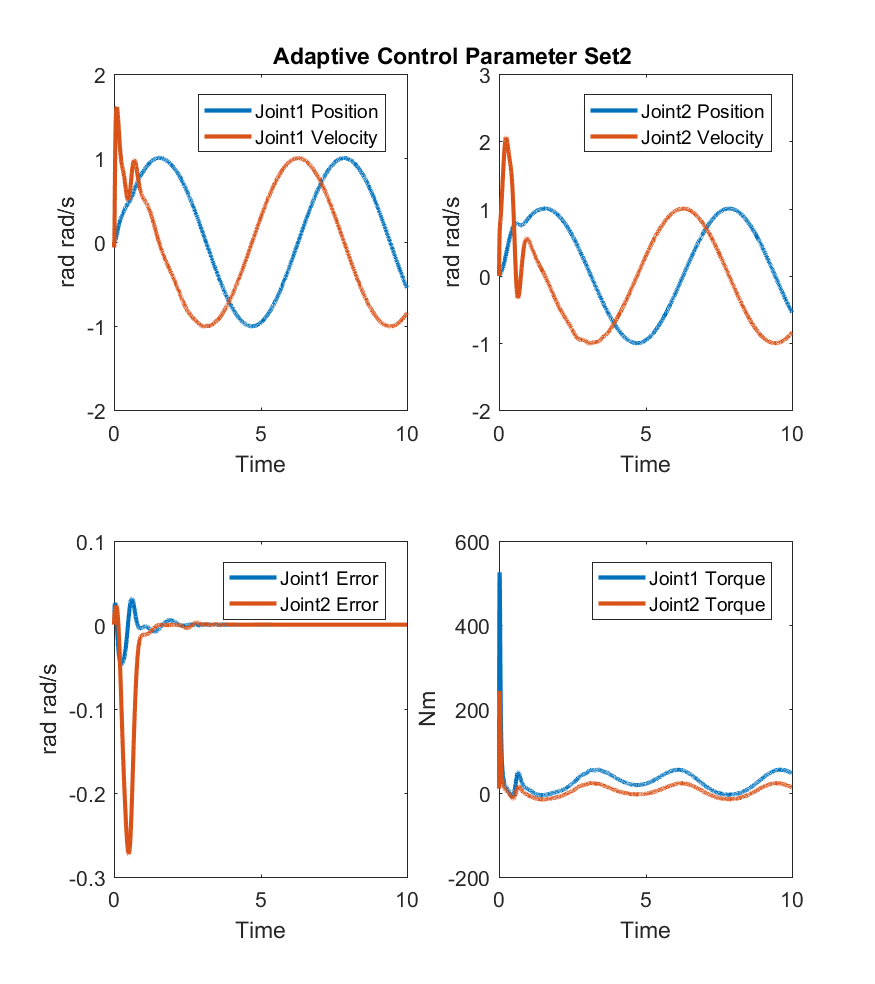 Adaptive Control Parameter Set2
2
1
0
-1
-2
rad rad/s
Joint1 Position
Joint1 Velocity
0
5
10
Time
3
2
1
0
-1
-2
rad rad/s
Joint2 Position
Joint2 Velocity
0
5
10
Time
0.1
0
-0.1
-0.2
-0.3
rad rad/s
Joint1 Error
Joint2 Error
0
5
10
Time
600
400
200
0
-200
Nm
Joint1 Torque
Joint2 Torque
0
5
10
Time